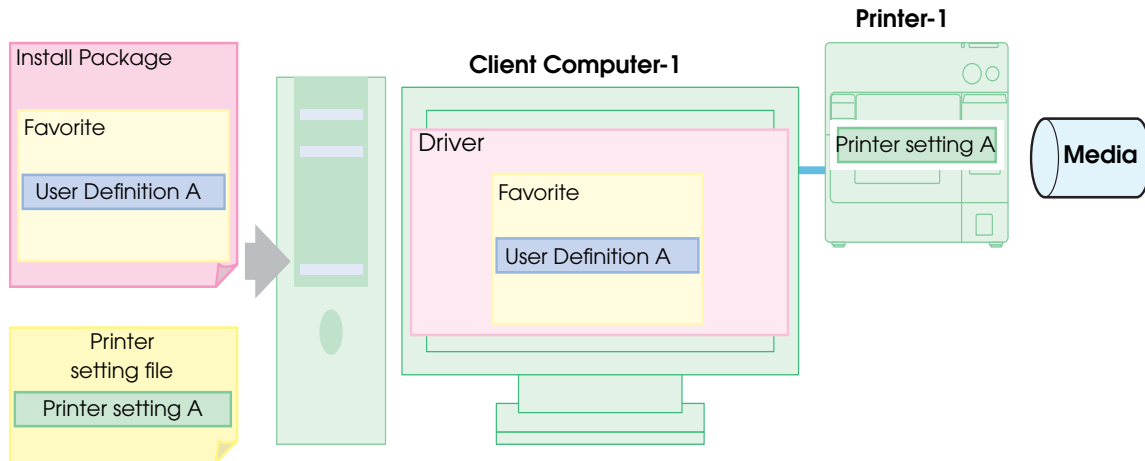 Printer-1
Client Computer-1
Install Package
Favorite
User Definition A
Driver
Favorite
User Definition A
Printer setting A
Media
Printer
setting file
Printer setting A